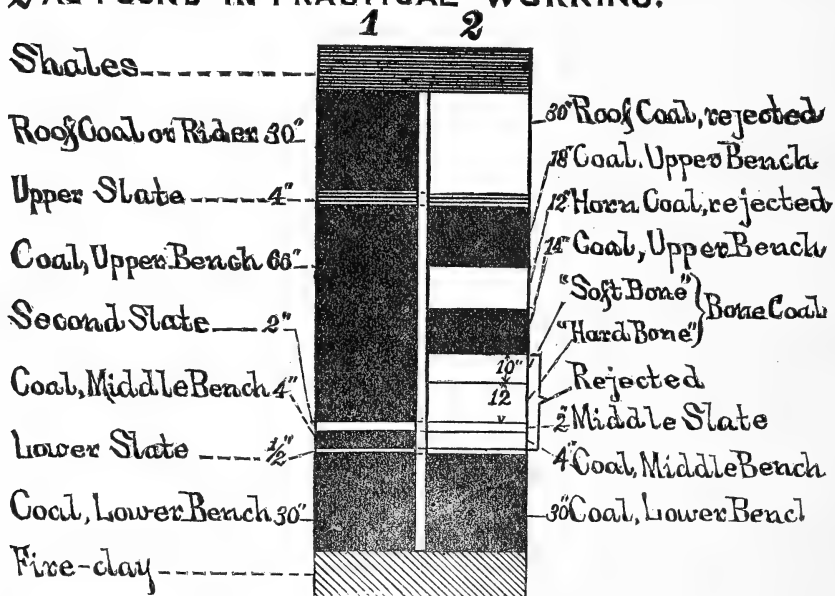 2 AS FOUND IN PRACTICAL WORKING.
1 2
Shales
Roof Coal or Rider 30"
Upper Slate 4"
Coal, Upper Bench 66"
Second Slate 2"
Coal, Middle Bench 4"
Lower Slate 1/2"
Coal, Lower Bench 30"
Fire-clay
30" Roof Coal, rejected
18" Coal. Upper Bench
12" Horn Coal, rejected
14" Coal, Upper Bench
"Soft Bone"
"Hard Bone"
Bone Coal
10"
12
Rejected
2" Middle Slate
4" Coal, Middle Bench
30" Coal, Lower Bencl